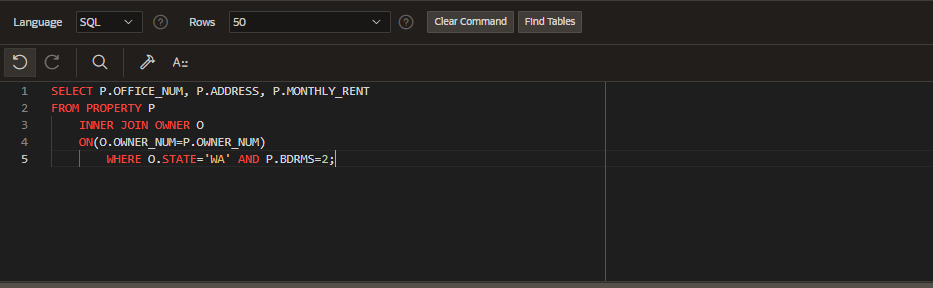 Language SQL Rows 50 Clear Command Find Tables
1 SELECT P.OFFICE_NUM, P.ADDRESS, P.MONTHLY_RENT
2 FROM PROPERTY P
3 INNER JOIN OWNER O
4 ON(O.OWNER_NUM=P.OWNER_NUM)
5 WHERE O.STATE='WA' AND P.BDRMS=2;